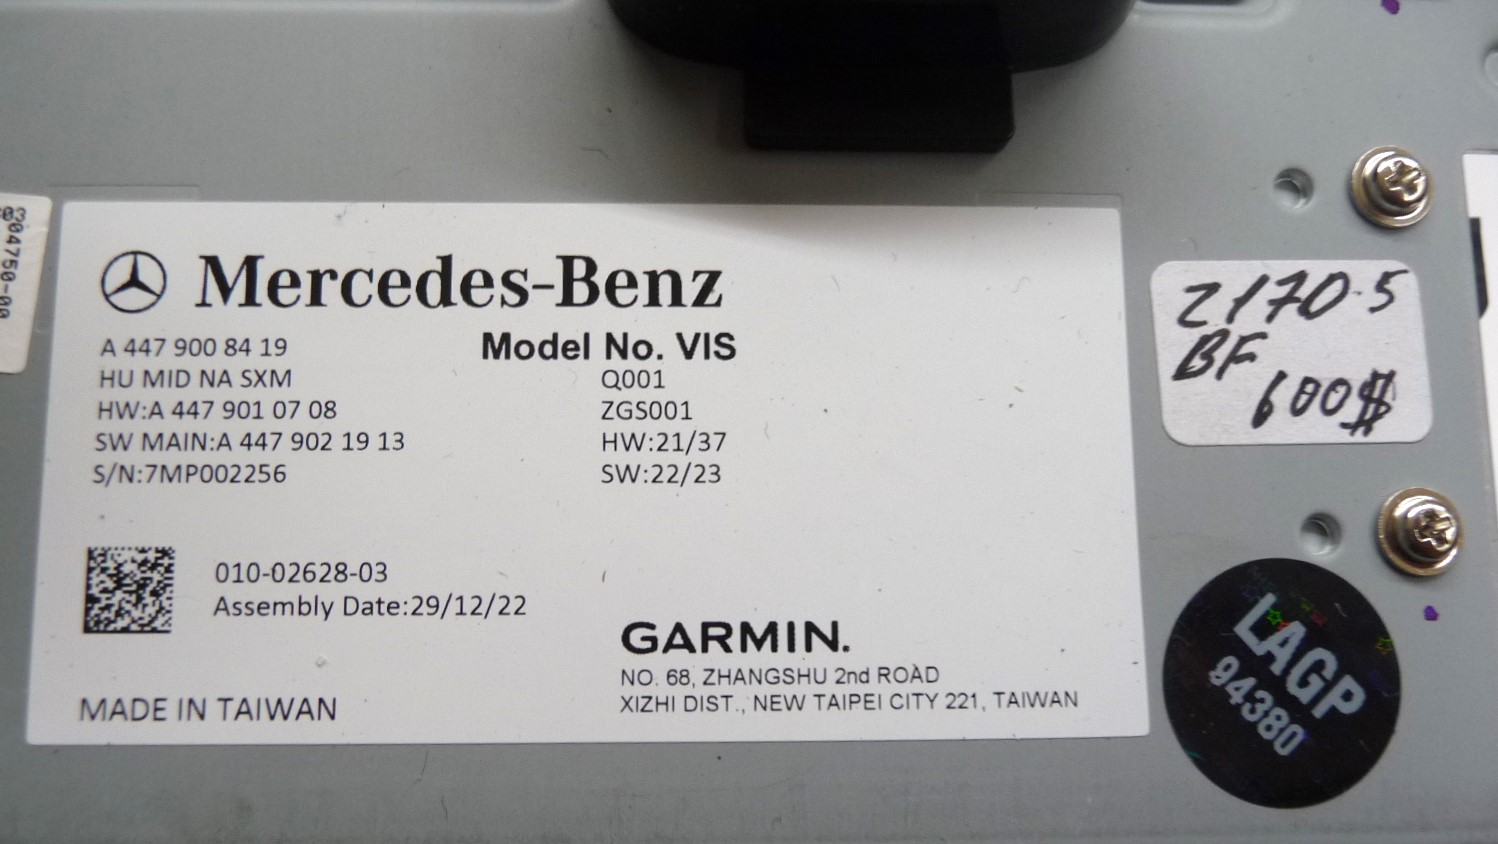 Mercedes-Benz
A 447 900 84 19
Model No. VIS
HU MID NA SXM
Q001
HW:A 447 901 07 08
ZGS001
SW MAIN:A 447 902 19 13
HW:21/37
S/N:7MP002256
SW:22/23
010-02628-03
Assembly Date:29/12/22
MADE IN TAIWAN
GARMIN.
NO. 68, ZHANGSHU 2nd ROAD
XIZHI DIST., NEW TAIPEI CITY 221, TAIWAN
Z170-5
BF
600$
LAGP
94380
04750-00